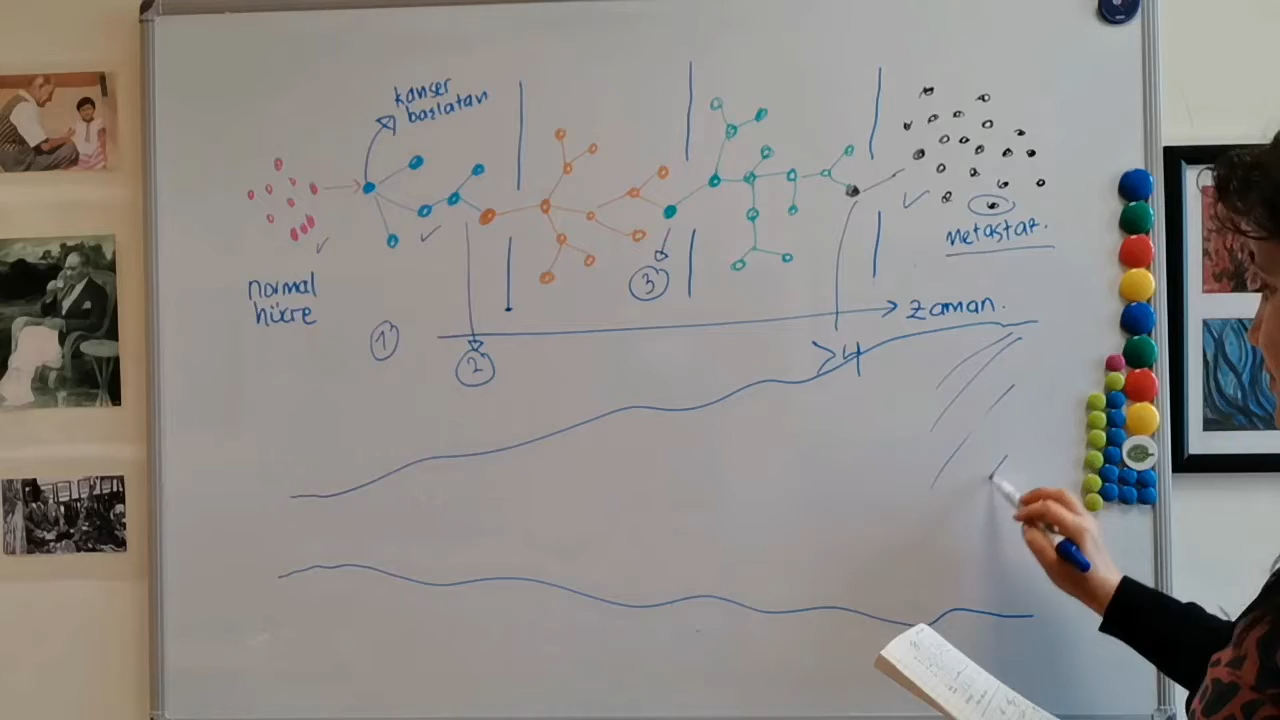 kanser
başlatan
normal
hücre
1
2
3
metastaz.
zaman.
>4